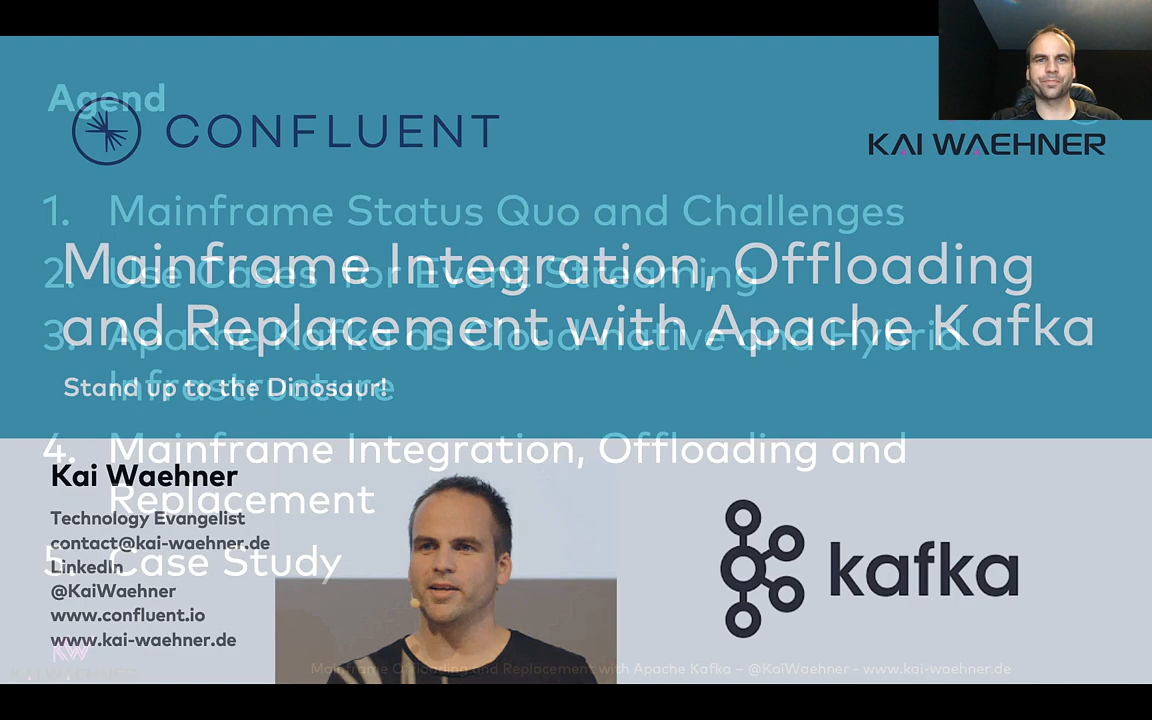 Agend
CONFLUENT
KAI WAEHNER
1. Mainframe Status Quo and Challenges
Mainframe Integration, Offloading
2. Use Cases for Event Streaming
and Replacement with Apache Kafka
3. Apache Kafka as Cloud-native and Hybrid
Infrastructure
Stand up to the Dinosaur!
4. Mainframe Integration, Offloading and
Replacement
Kai Waehner
Technology Evangelist
contact@kai-waehner.de
LinkedIn
5. Case Study
@KaiWaehner
www.confluent.io
www.kai-waehner.de
kafka
KW
KAI WAEHNER
Mainframe Offloading and Replacement with Apache Kafka – @KaiWaehner - www.kai-waehner.de